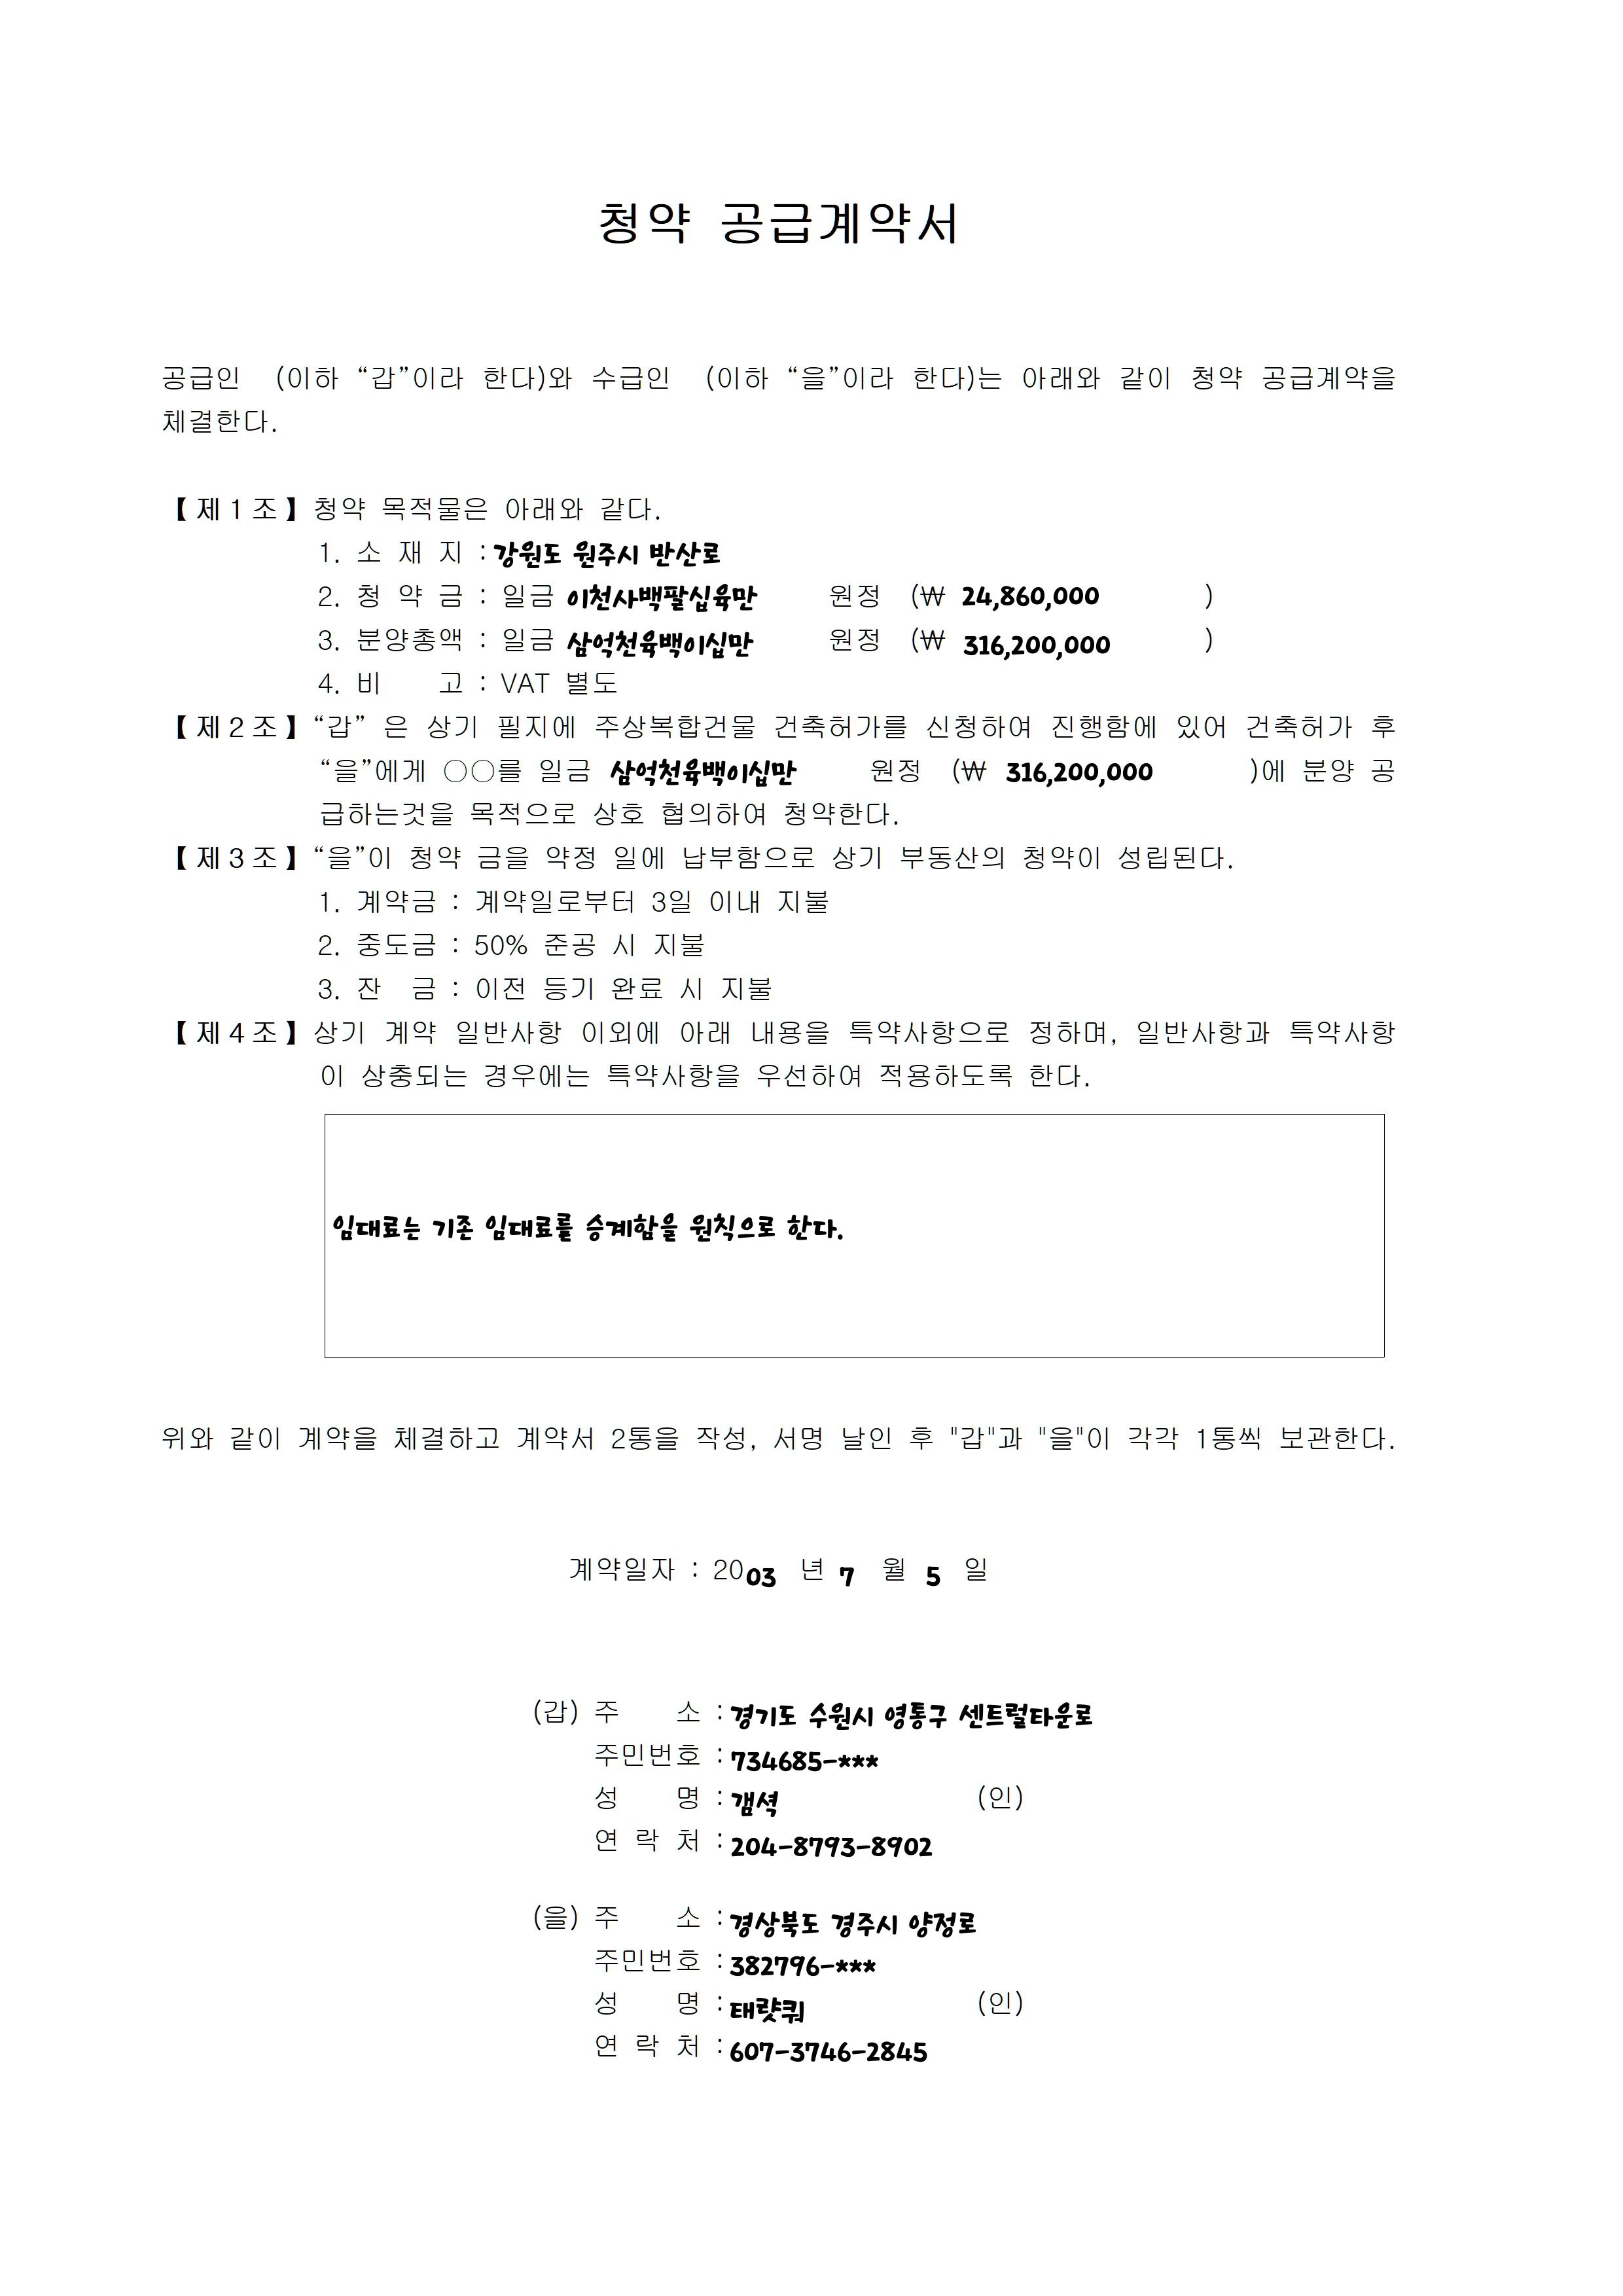 청약 공급계약서
공급인 (이하 “갑”이라 한다)와 수급인 (이하 “을”이라 한다)는 아래와 같이 청약 공급계약을
체결한다.
【제1조】청약 목적물은 아래와 같다.
1. 소 재 지 : 강원도 원주시 반산로
2. 청 약 금 : 일금 이천사백팔십육만 원정 (₩ 24,860,000 )
3. 분양총액 : 일금 삼억천육백이십만 원정 (₩ 316,200,000 )
4. 비 고 : VAT 별도
【제2조】“갑” 은 상기 필지에 주상복합건물 건축허가를 신청하여 진행함에 있어 건축허가 후
“을”에게 ○○를 일금 삼억천육백이십만 원정 (₩ 316,200,000 )에 분양 공
급하는것을 목적으로 상호 협의하여 청약한다.
【제3조】“을”이 청약 금을 약정 일에 납부함으로 상기 부동산의 청약이 성립된다.
1. 계약금 : 계약일로부터 3일 이내 지불
2. 중도금 : 50% 준공 시 지불
3. 잔 금 : 이전 등기 완료 시 지불
【제4조】상기 계약 일반사항 이외에 아래 내용을 특약사항으로 정하며, 일반사항과 특약사항
이 상충되는 경우에는 특약사항을 우선하여 적용하도록 한다.
임대료는 기존 임대료를 승계함을 원칙으로 한다.
위와 같이 계약을 체결하고 계약서 2통을 작성, 서명 날인 후 "갑"과 "을"이 각각 1통씩 보관한다.
계약일자 : 2003 년 7 월 5 일
(갑) 주 소 : 경기도 수원시 영통구 센트럴타운로
주민번호 : 734685-***
성 명 : 갬셕 (인)
연 락 처 : 204-8793-8902
(을) 주 소 : 경상북도 경주시 양정로
주민번호 : 382796-***
성 명 : 태럇쿼 (인)
연 락 처 : 607-3746-2845